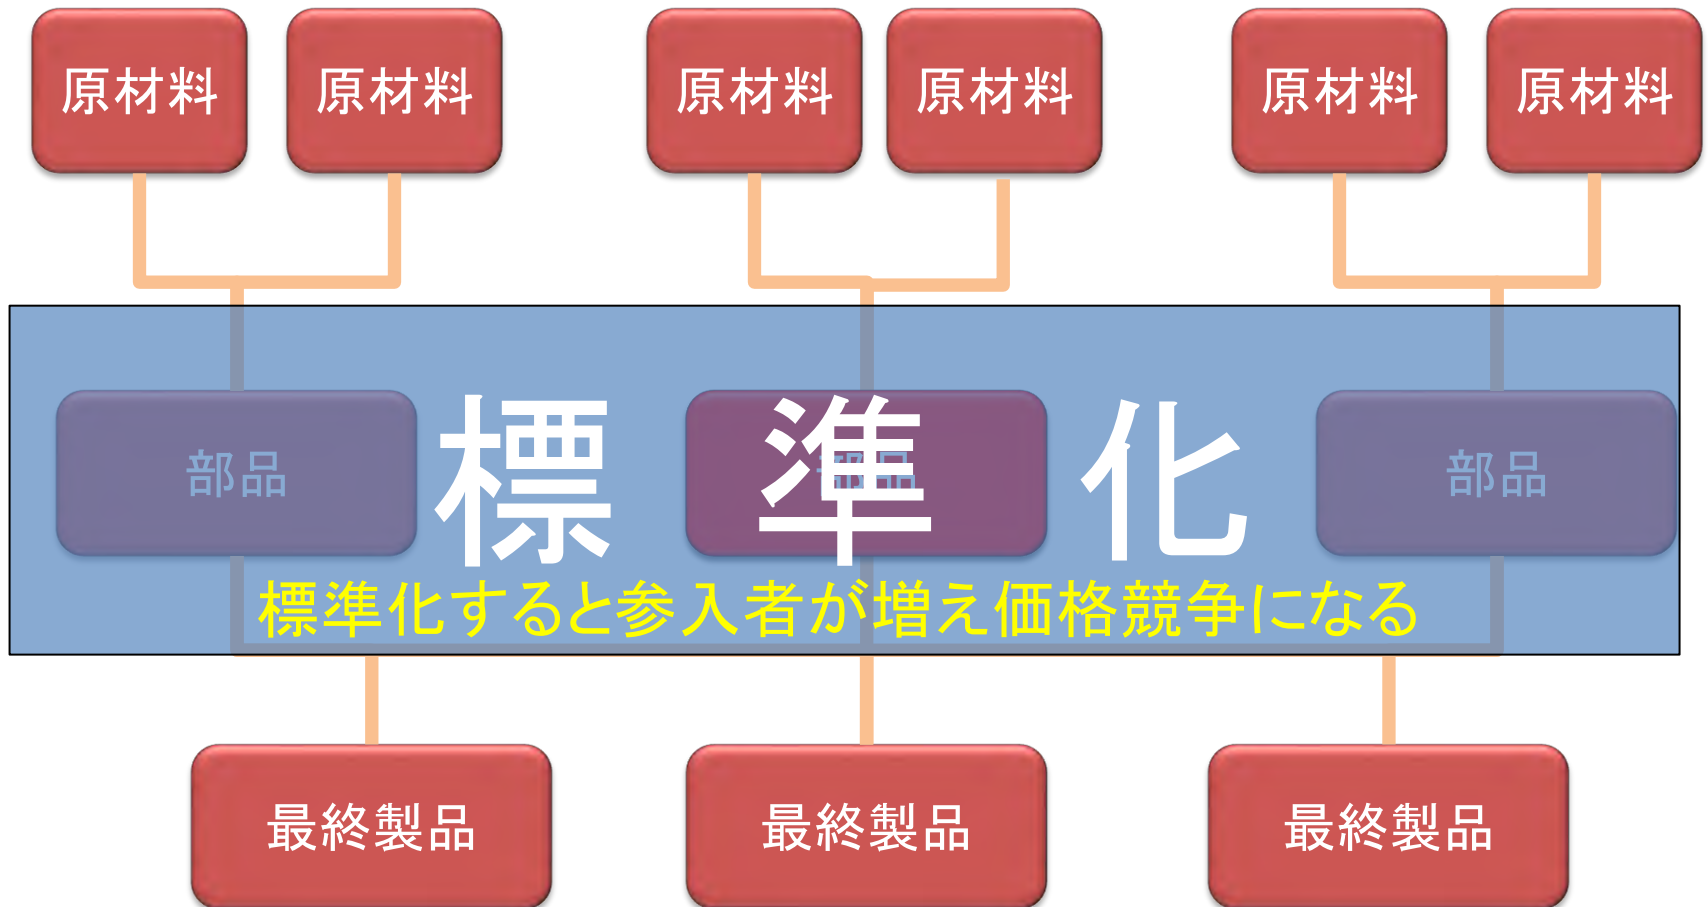 原材料 原材料 原材料 原材料 原材料 原材料
部品 部品 部品
標 準 化
標準化すると参入者が増え価格競争になる
最終製品 最終製品 最終製品